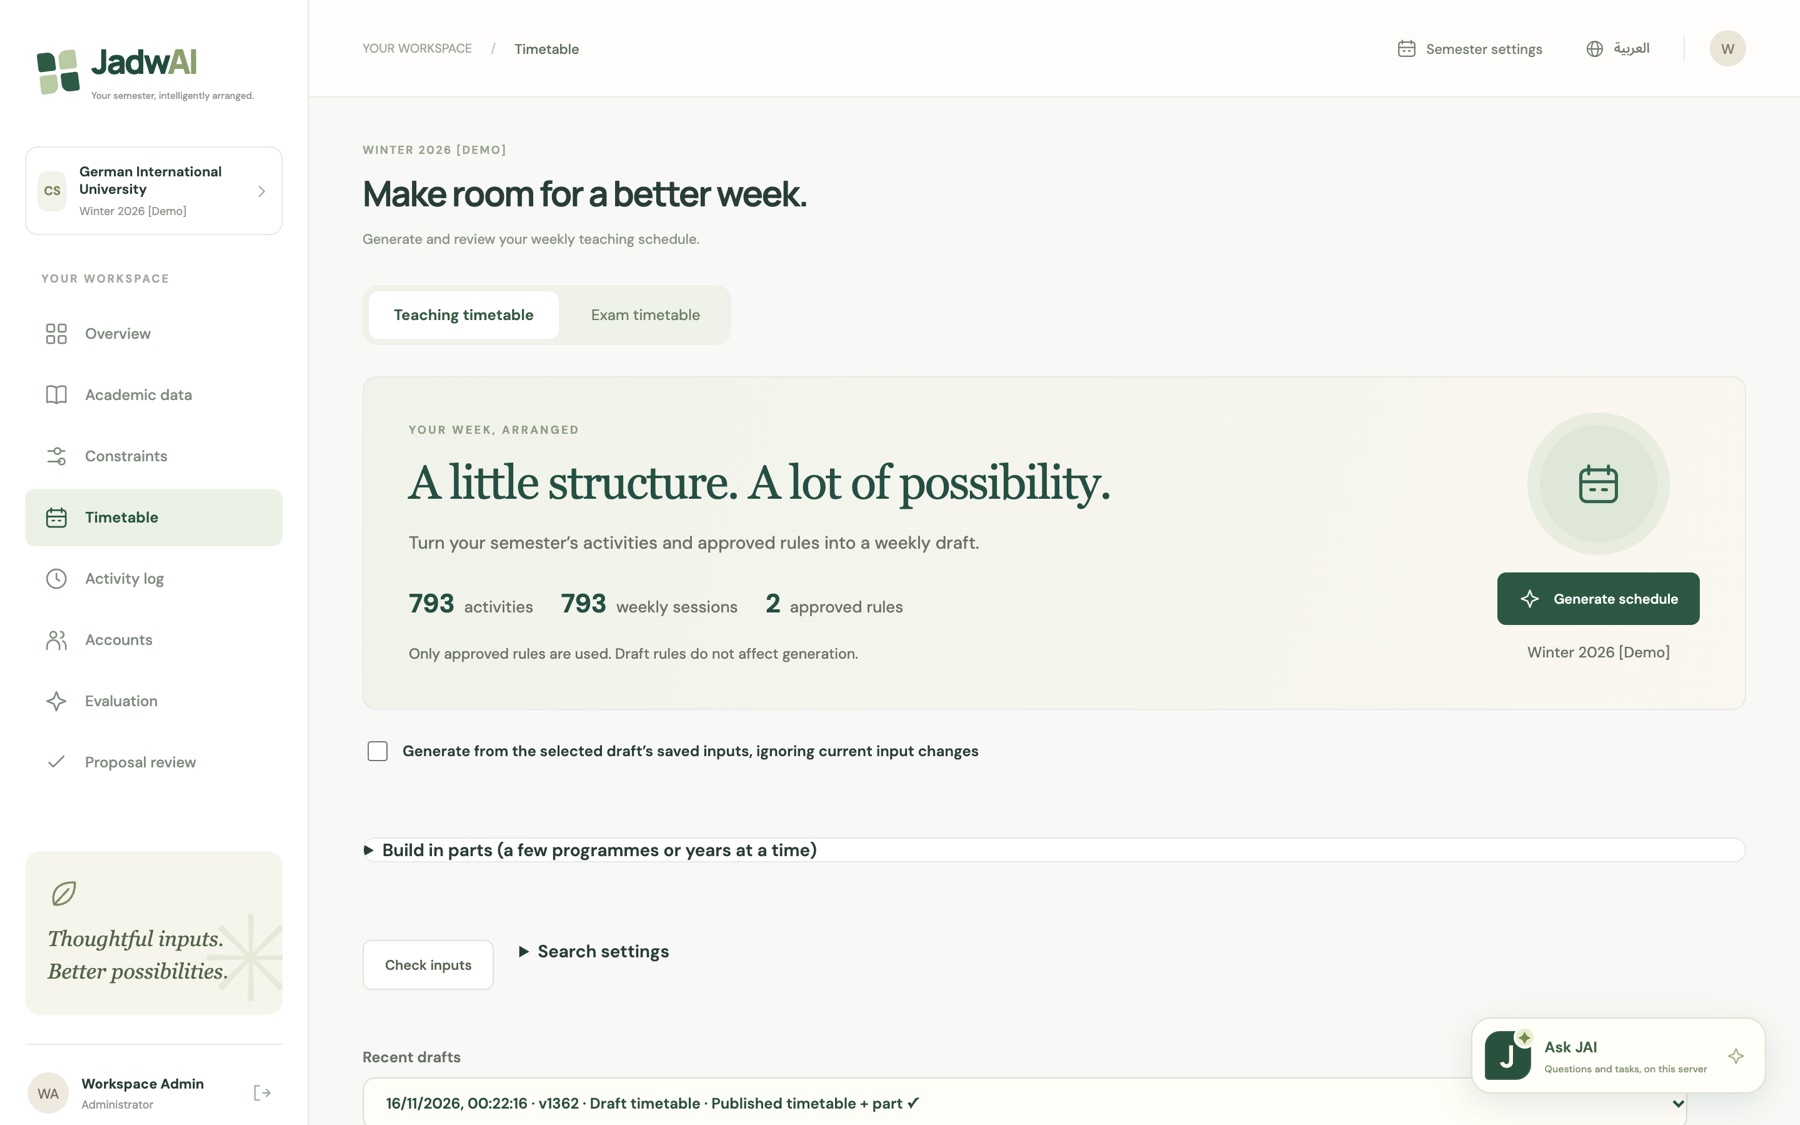 JadwAI
Your semester, intelligently arranged.
CS
German International
University
Winter 2026 [Demo]
YOUR WORKSPACE
Overview
Academic data
Constraints
Timetable
Activity log
Accounts
Evaluation
Proposal review
Thoughtful inputs.
Better possibilities.
WA
Workspace Admin
Administrator
YOUR WORKSPACE / Timetable
Semester settings
العربية
W
WINTER 2026 [DEMO]
Make room for a better week.
Generate and review your weekly teaching schedule.
Teaching timetable
Exam timetable
YOUR WEEK, ARRANGED
A little structure. A lot of possibility.
Turn your semester’s activities and approved rules into a weekly draft.
793 activities 793 weekly sessions 2 approved rules
Only approved rules are used. Draft rules do not affect generation.
Generate schedule
Winter 2026 [Demo]
Generate from the selected draft’s saved inputs, ignoring current input changes
Build in parts (a few programmes or years at a time)
Check inputs
Search settings
Recent drafts
16/11/2026, 00:22:16 · v1362 · Draft timetable · Published timetable + part ✓
J
Ask JAI
Questions and tasks, on this server